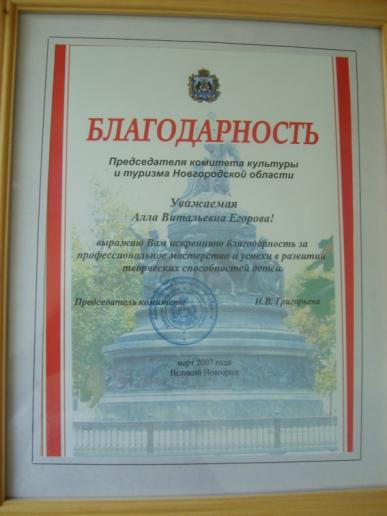 БЛАГОДАРНОСТЬ
Председателя комитета культуры
и туризма Новгородской области
Уважаемая
Алла Витальевна Егорова!
выражаю Вам искреннюю благодарность за
профессиональное мастерство и успехи в развитии
творческих способностей детей.
Председатель комитета Н.В. Григорьева
март 2007 года
Великий Новгород